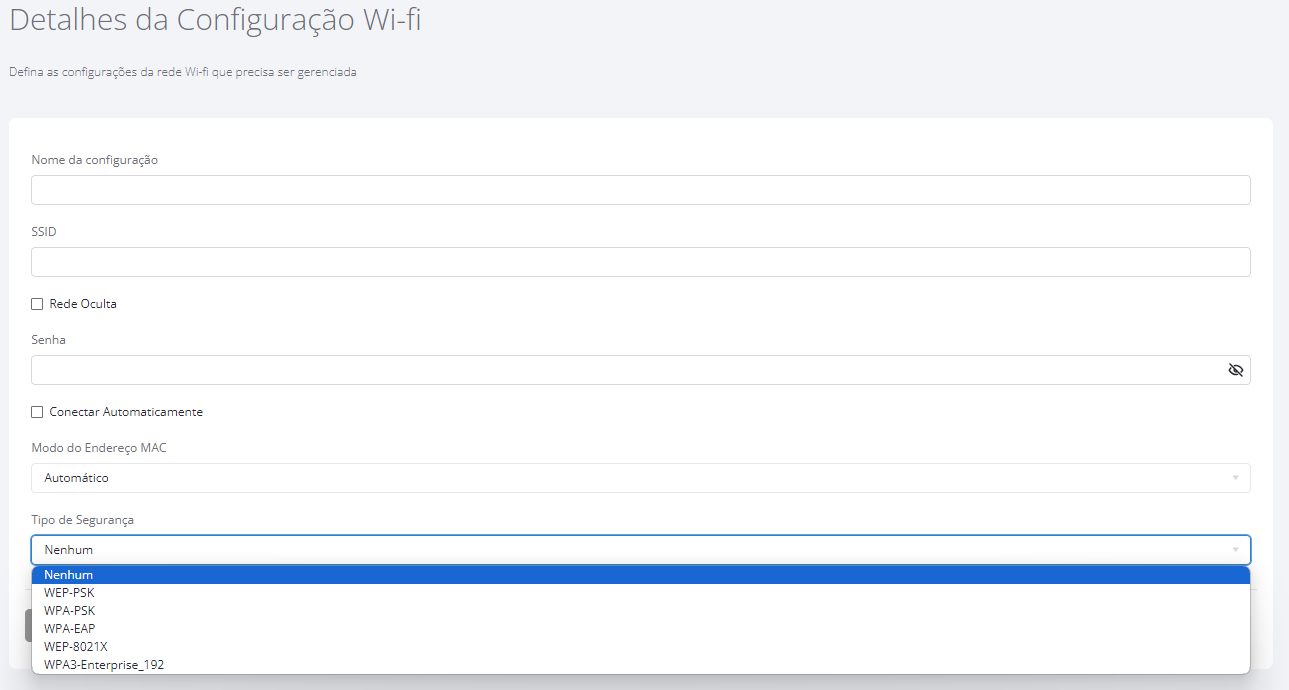 Detalhes da Configuração Wi-fi
Defina as configurações da rede Wi-fi que precisa ser gerenciada
Nome da configuração
SSID
Rede Oculta
Senha
Conectar Automaticamente
Modo do Endereço MAC
Automático
Tipo de Segurança
Nenhum
Nenhum
WEP-PSK
WPA-PSK
WPA-EAP
WEP-8021X
WPA3-Enterprise_192